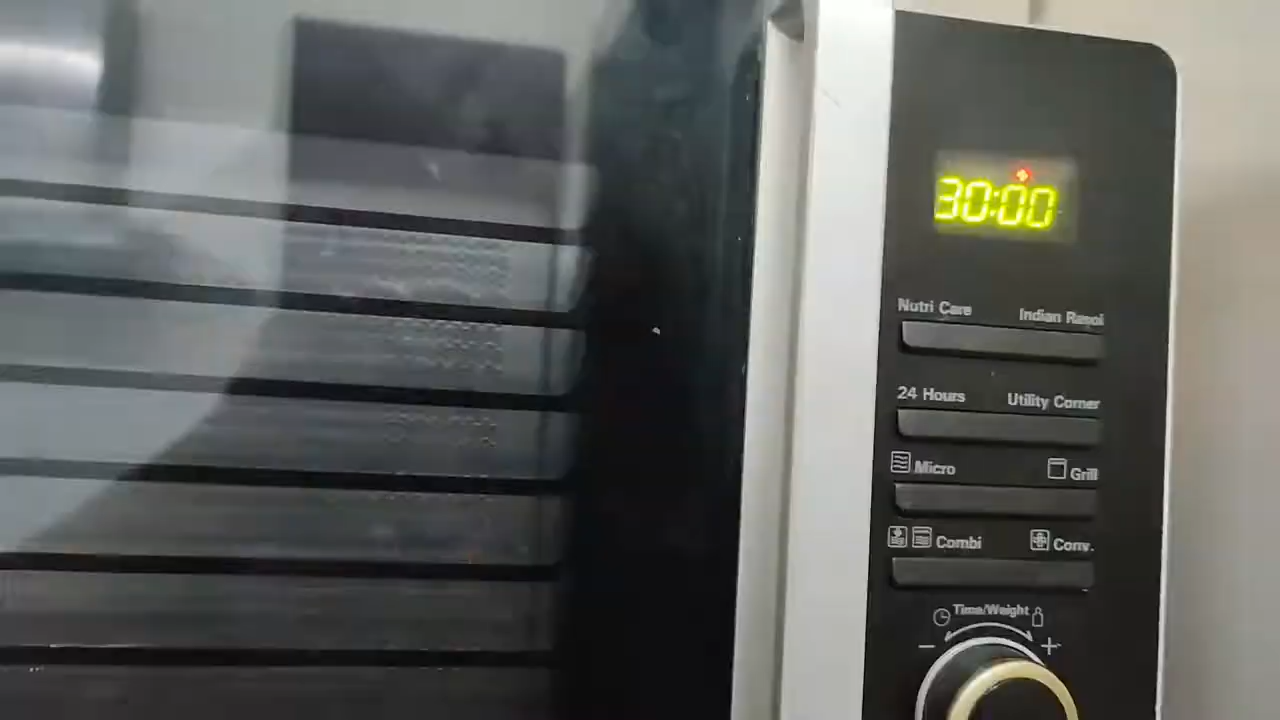 30:00
Nutri Care Indian Rasoi
24 Hours Utility Corner
Micro Grill
Combi Conv.
Time/Weight
- +